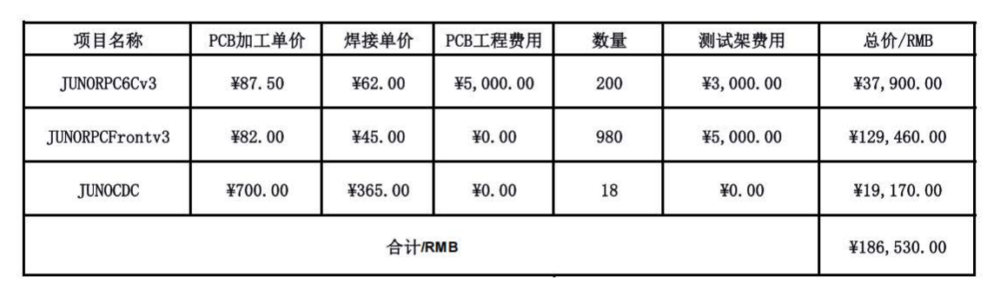 项目名称 PCB加工单价 焊接单价 PCB工程费用 数量 测试架费用 总价/RMB
JUNORPC6Cv3 ¥87.50 ¥62.00 ¥5,000.00 200 ¥3,000.00 ¥37,900.00
JUNORPCFrontv3 ¥82.00 ¥45.00 ¥0.00 980 ¥5,000.00 ¥129,460.00
JUNOCDC ¥700.00 ¥365.00 ¥0.00 18 ¥0.00 ¥19,170.00
合计/RMB ¥186,530.00